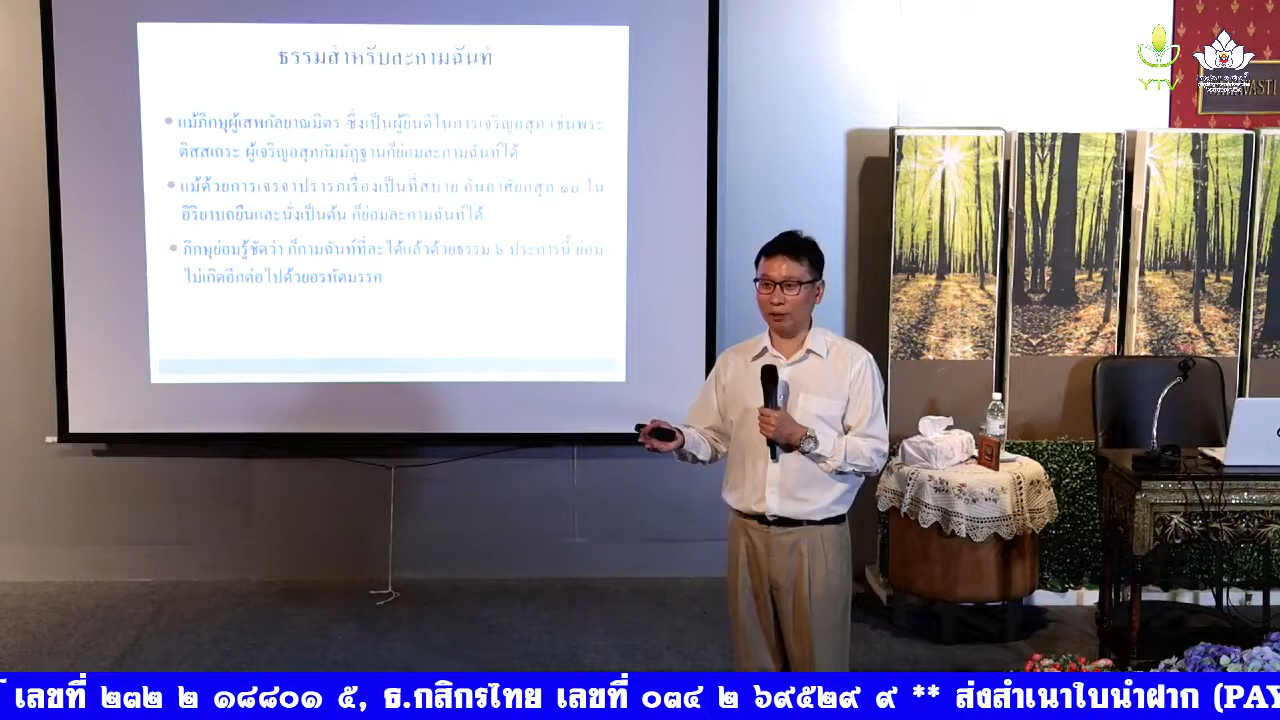 ธรรมสำหรับละกามฉันท์
แม้ภิกษุผู้เสพกัลยาณมิตร ซึ่งเป็นผู้ยินดีในการเจริญอสุภ เช่นพระ
ติสสเถระ ผู้เจริญอสุภกัมมัฏฐานก็ย่อมละกามฉันท์ได้
แม้ด้วยการเจรจาปรารภเรื่องเป็นที่สบาย อันอาศัยอสุภ ๑๐ ใน
อิริยาบถยืนและนั่งเป็นต้น ก็ย่อมละกามฉันท์ได้
ภิกษุย่อมรู้ชัดว่า ก็กามฉันท์ที่ละได้แล้วด้วยธรรม ๖ ประการนี้ ย่อม
ไม่เกิดอีกต่อไปด้วยอรหัตมรรค
YTV
VASTI
เลขที่ ๒๓๒ ๒ ๑๘๘๐๑ ๕, ธ.กสิกรไทย เลขที่ ๐๓๔ ๒ ๖๙๕๒๙ ๙ ** ส่งสำเนาใบนำฝาก (PAY